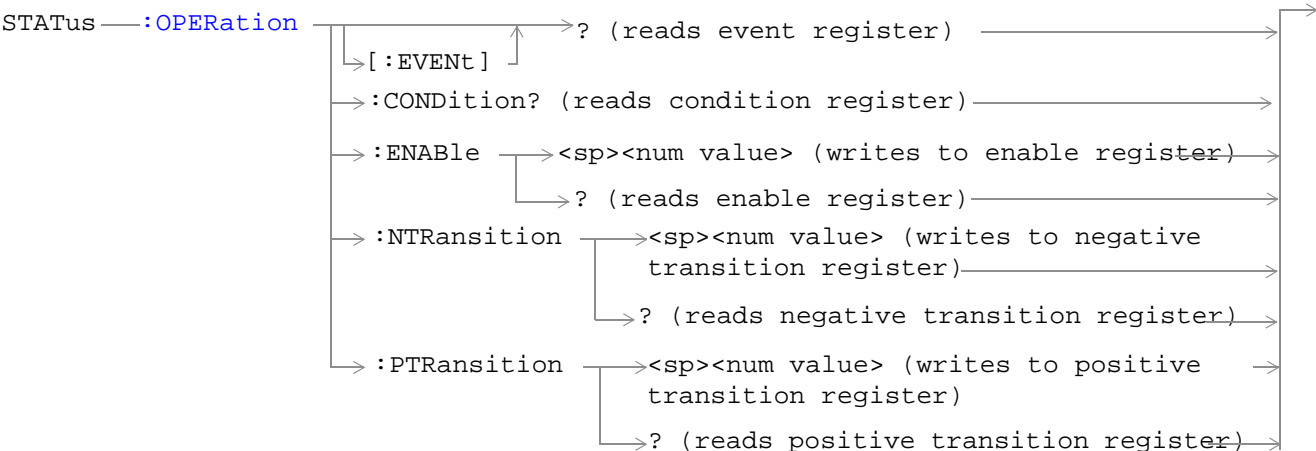 STATus :OPERation ? (reads event register)
[:EVENt]
:CONDition? (reads condition register)
:ENABle <sp><num value> (writes to enable register)
? (reads enable register)
:NTRansition <sp><num value> (writes to negative
transition register)
? (reads negative transition register)
:PTRansition <sp><num value> (writes to positive
transition register)
? (reads positive transition register)